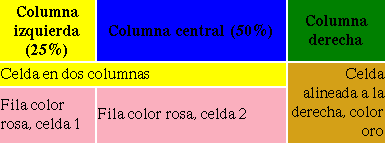 Columna
izquierda
(25%)
Columna central (50%)
Columna
derecha
Celda en dos columnas
Celda
alineada a la
derecha, color
oro
Fila color
rosa, celda 1
Fila color rosa, celda 2